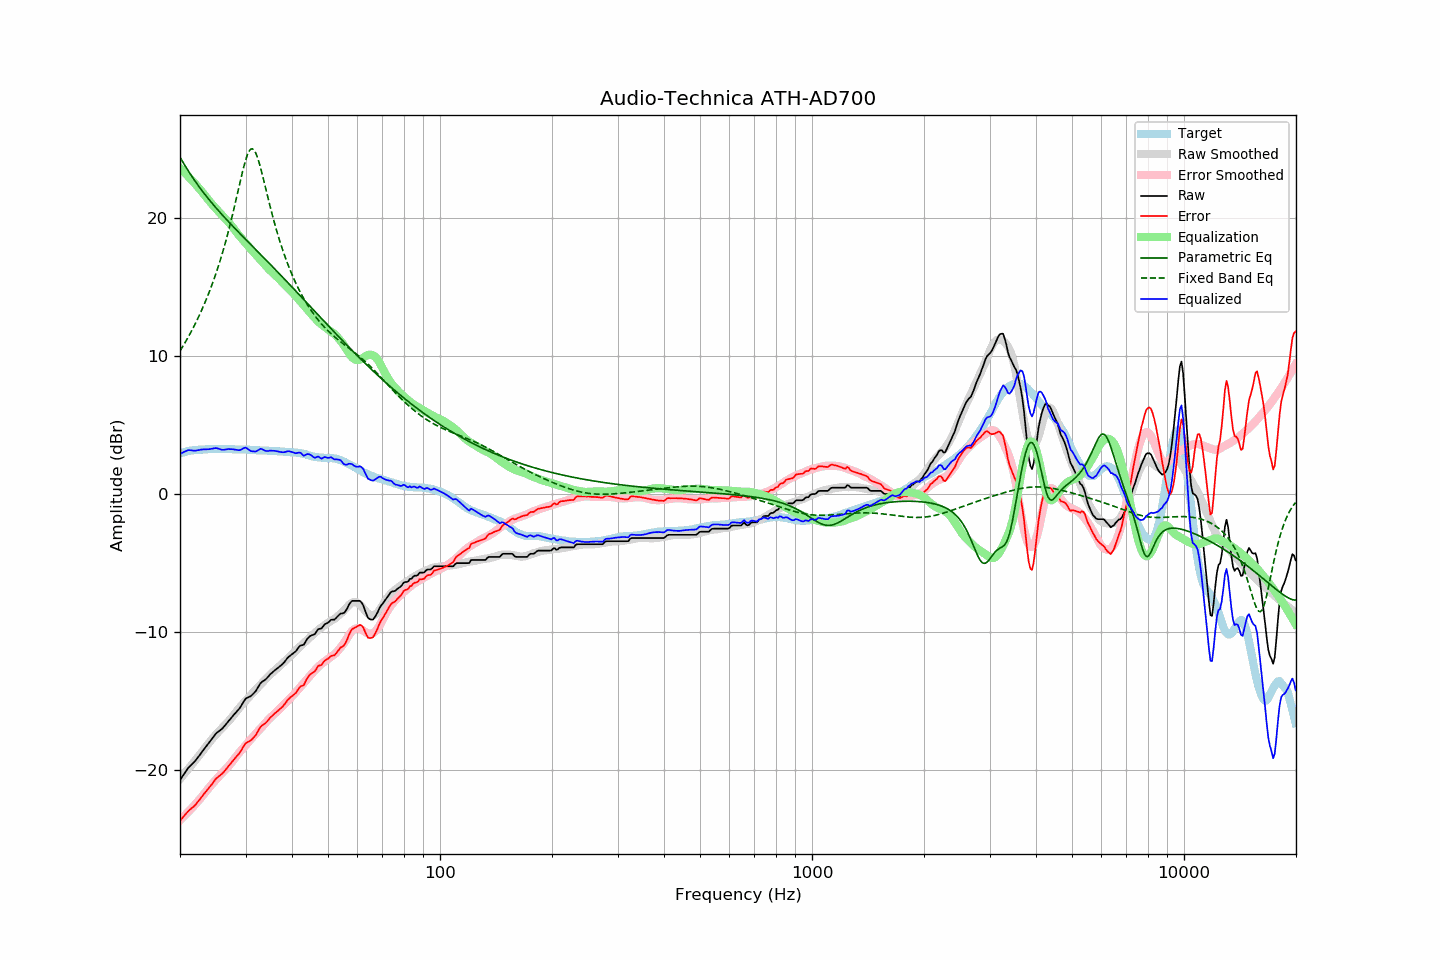 Audio-Technica ATH-AD700
Target
Raw Smoothed
Error Smoothed
Raw
Error
Equalization
Parametric Eq
Fixed Band Eq
Equalized
Amplitude (dBr)
20
10
0
−10
−20
100
1000
10000
Frequency (Hz)